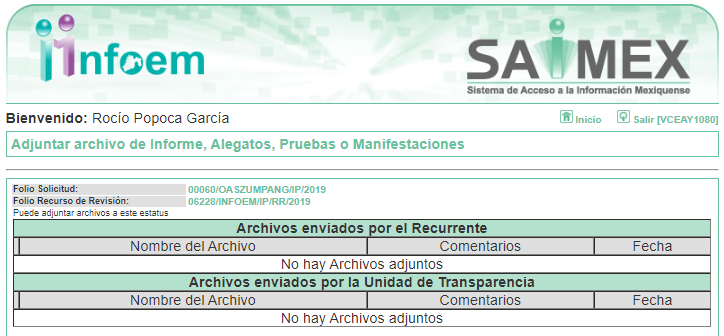 infoem
SAIMEX
Sistema de Acceso a la Información Mexiquense
Bienvenido: Rocío Popoca García
Inicio Salir [VCEAY1080]
Adjuntar archivo de Informe, Alegatos, Pruebas o Manifestaciones
Folio Solicitud: 00060/OASZUMPANG/IP/2019
Folio Recurso de Revisión: 06228/INFOEM/IP/RR/2019
Puede adjuntar archivos a este estatus
Archivos enviados por el Recurrente
Nombre del Archivo Comentarios Fecha
No hay Archivos adjuntos
Archivos enviados por la Unidad de Transparencia
Nombre del Archivo Comentarios Fecha
No hay Archivos adjuntos